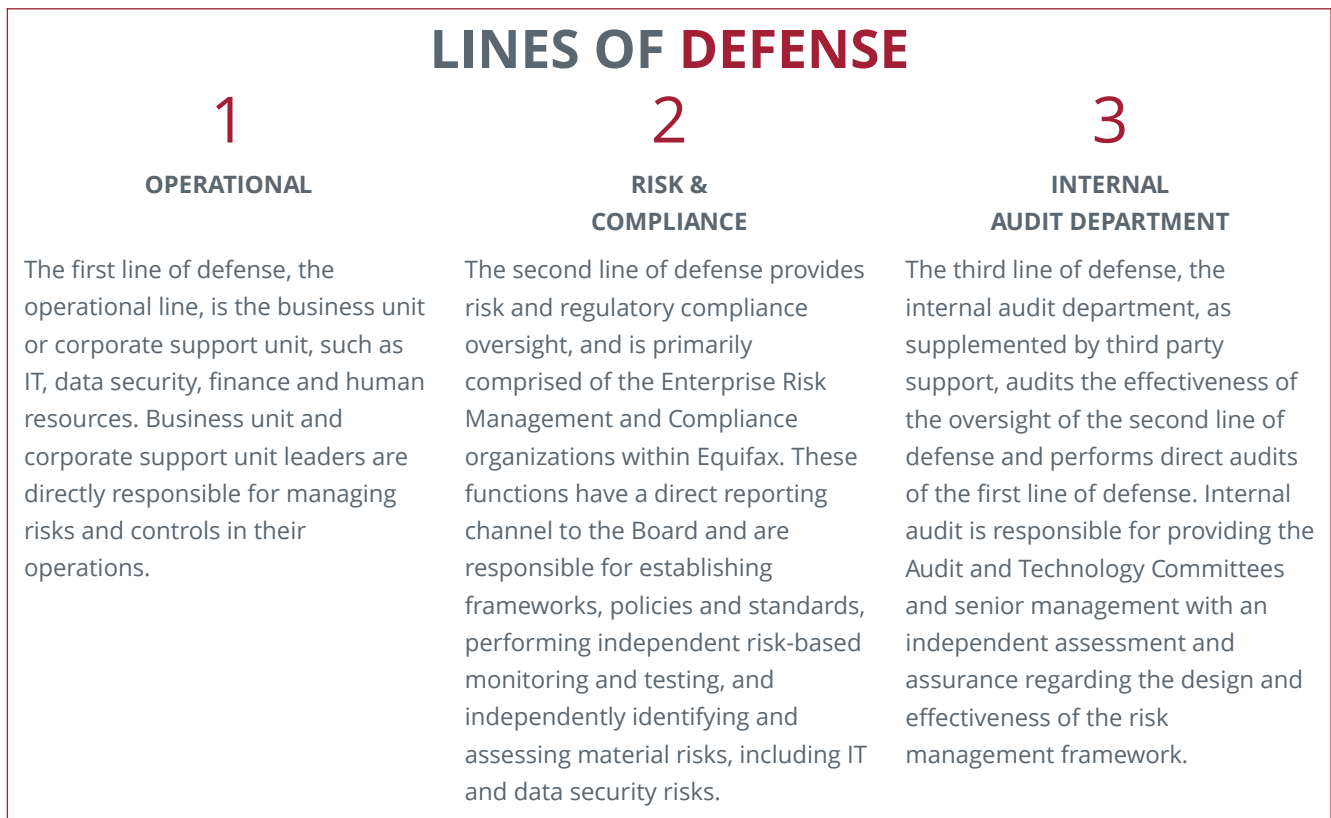 LINES OF DEFENSE
1
OPERATIONAL
The first line of defense, the
operational line, is the business unit
or corporate support unit, such as
IT, data security, finance and human
resources. Business unit and
corporate support unit leaders are
directly responsible for managing
risks and controls in their
operations.
2
RISK &
COMPLIANCE
The second line of defense provides
risk and regulatory compliance
oversight, and is primarily
comprised of the Enterprise Risk
Management and Compliance
organizations within Equifax. These
functions have a direct reporting
channel to the Board and are
responsible for establishing
frameworks, policies and standards,
performing independent risk-based
monitoring and testing, and
independently identifying and
assessing material risks, including IT
and data security risks.
3
INTERNAL
AUDIT DEPARTMENT
The third line of defense, the
internal audit department, as
supplemented by third party
support, audits the effectiveness of
the oversight of the second line of
defense and performs direct audits
of the first line of defense. Internal
audit is responsible for providing the
Audit and Technology Committees
and senior management with an
independent assessment and
assurance regarding the design and
effectiveness of the risk
management framework.